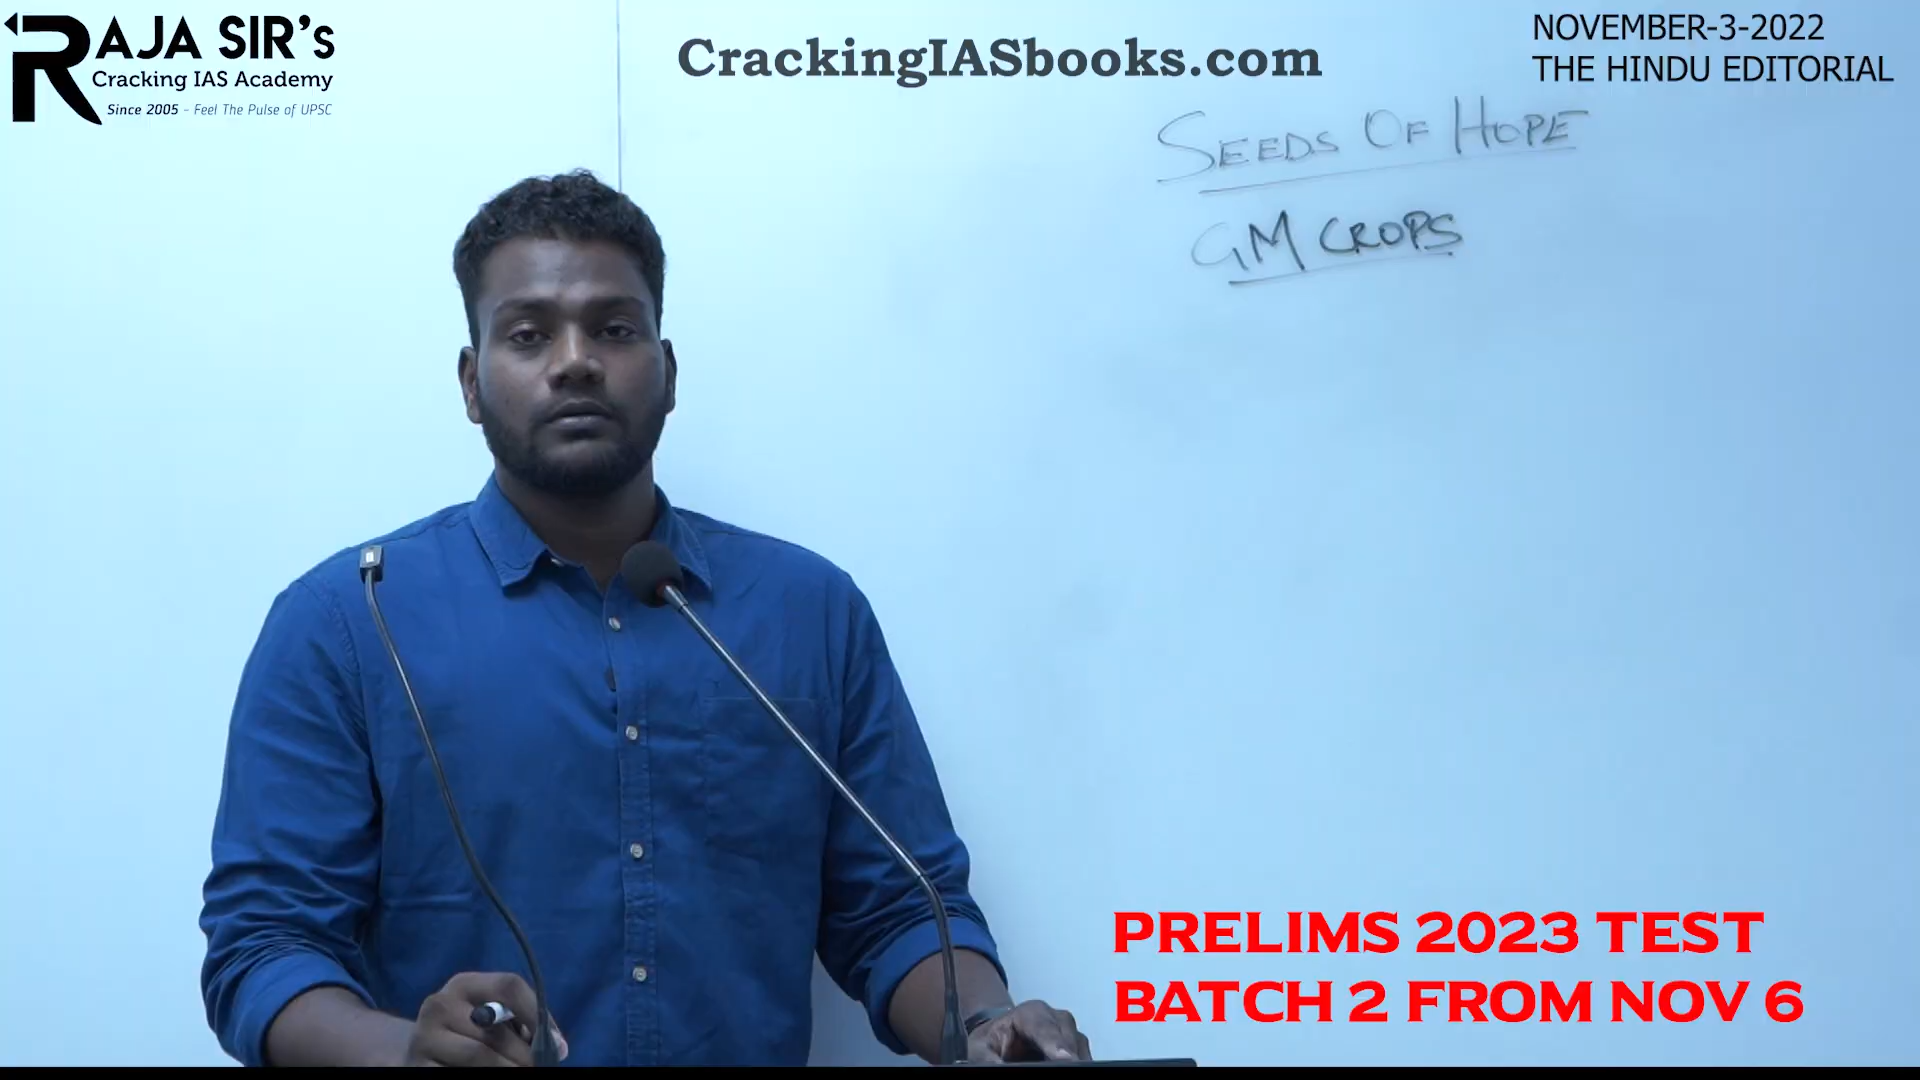 RAJA SIR's
Cracking IAS Academy
Since 2005 - Feel The Pulse of UPSC
CrackingIASbooks.com
NOVEMBER-3-2022
THE HINDU EDITORIAL
SEEDS OF HOPE
GM CROPS
PRELIMS 2023 TEST
BATCH 2 FROM NOV 6